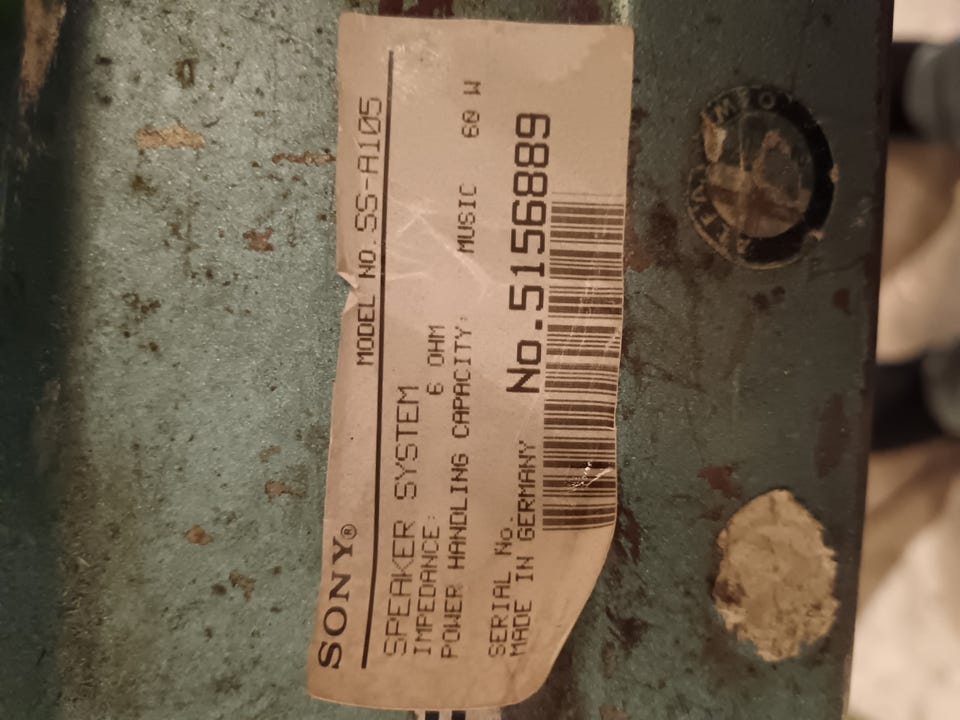 SONY®
MODEL NO. SS-A105
SPEAKER SYSTEM
IMPEDANCE: 6 OHM
POWER HANDLING CAPACITY: MUSIC 60 W
SERIAL No. No.5156889
MADE IN GERMANY